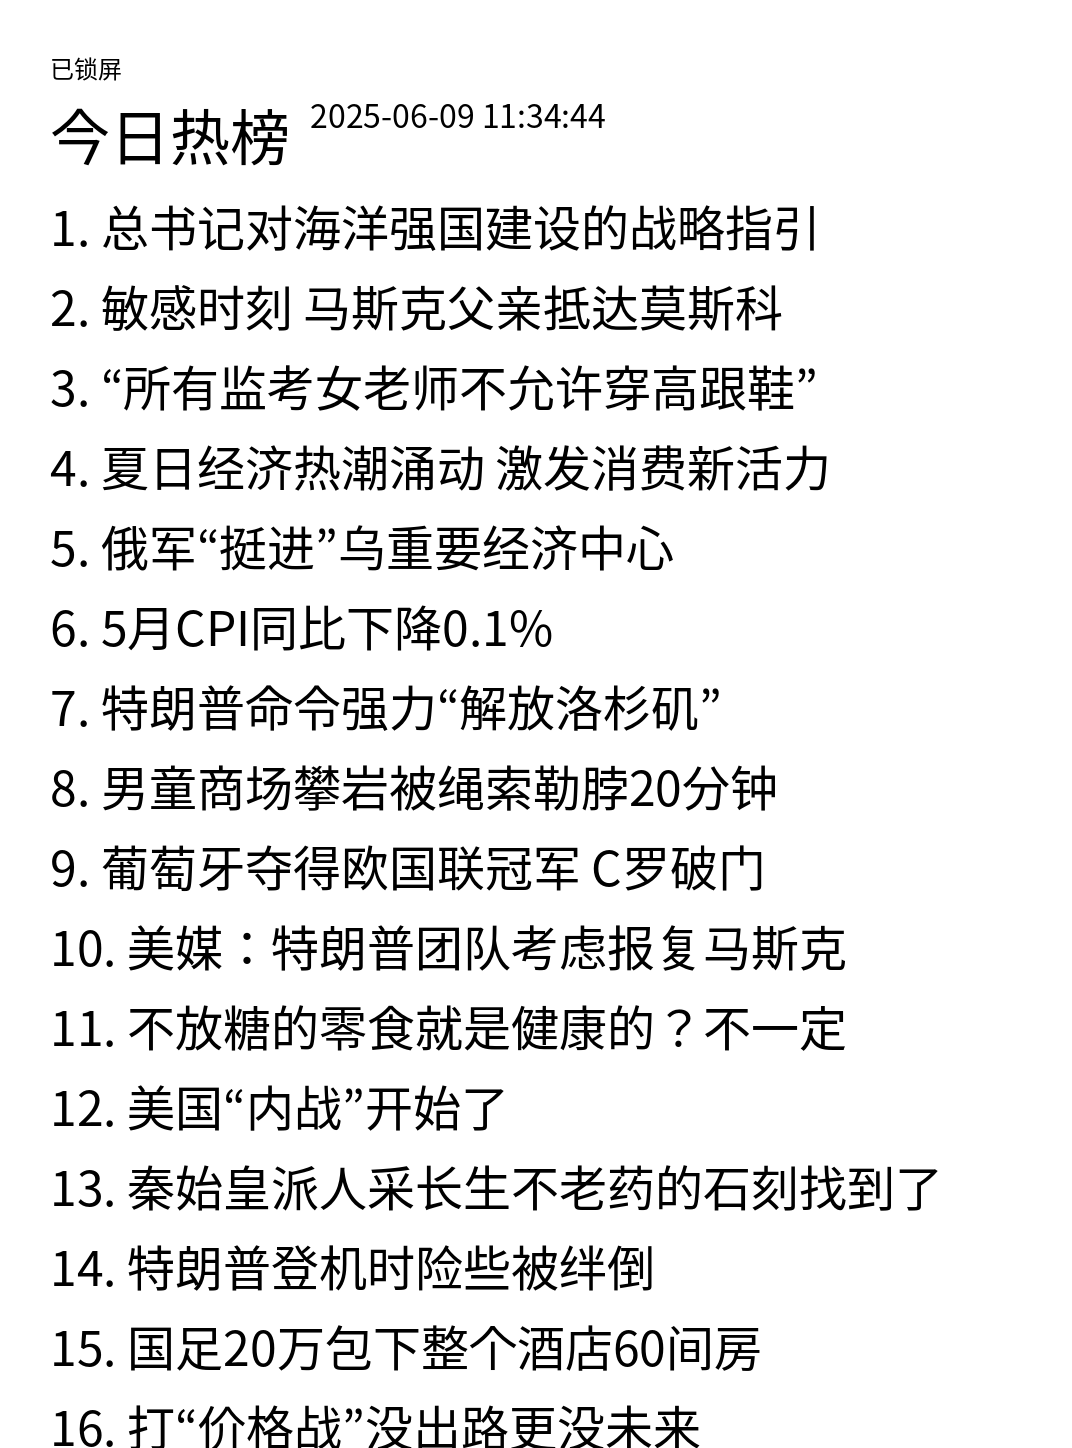 已锁屏
今日热榜 2025-06-09 11:34:44
1. 总书记对海洋强国建设的战略指引
2. 敏感时刻 马斯克父亲抵达莫斯科
3. “所有监考女老师不允许穿高跟鞋”
4. 夏日经济热潮涌动 激发消费新活力
5. 俄军“挺进”乌重要经济中心
6. 5月CPI同比下降0.1%
7. 特朗普命令强力“解放洛杉矶”
8. 男童商场攀岩被绳索勒脖20分钟
9. 葡萄牙夺得欧国联冠军 C罗破门
10. 美媒：特朗普团队考虑报复马斯克
11. 不放糖的零食就是健康的？不一定
12. 美国“内战”开始了
13. 秦始皇派人采长生不老药的石刻找到了
14. 特朗普登机时险些被绊倒
15. 国足20万包下整个酒店60间房
16. 打“价格战”没出路更没未来